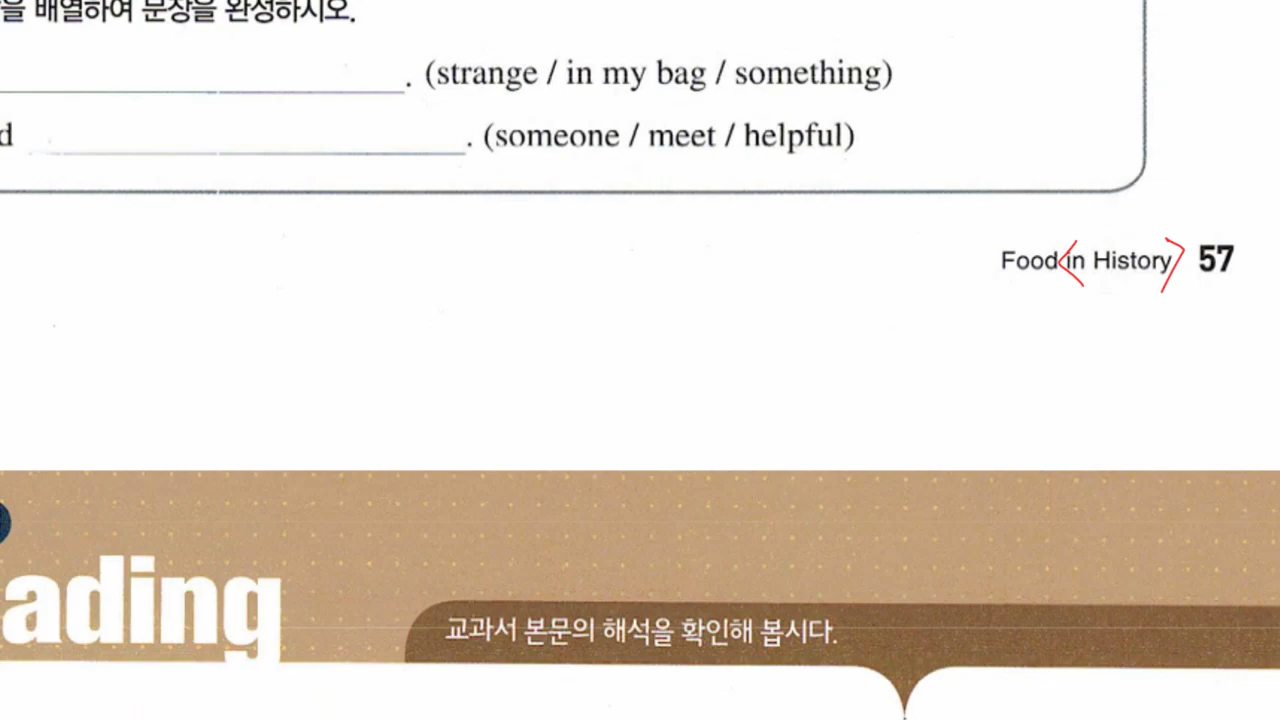 을 배열하여 문장을 완성하시오.
. (strange / in my bag / something)
d . (someone / meet / helpful)
Food in History 57
ading
교과서 본문의 해석을 확인해 봅시다.